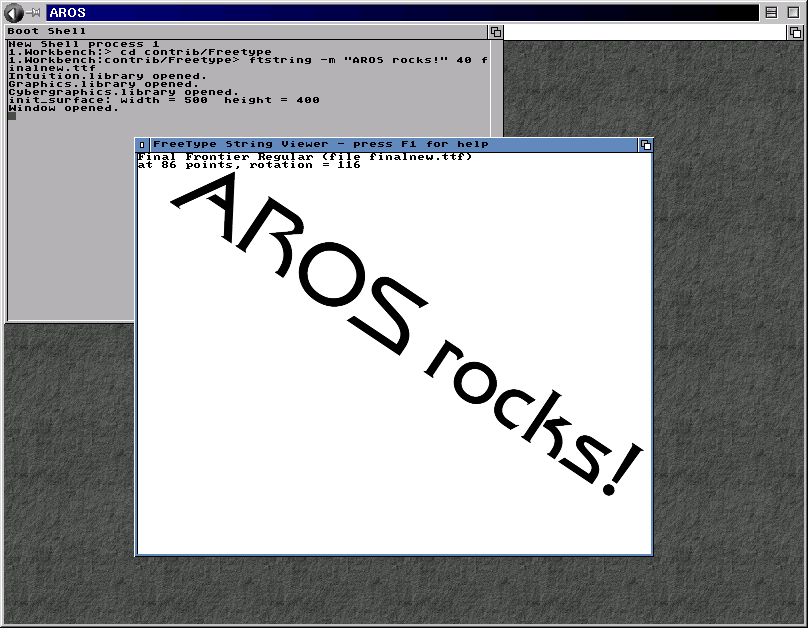 AROS
Boot Shell
New Shell process 1
1.Workbench:> cd contrib/Freetype
1.Workbench:contrib/Freetype> ftstring -m "AROS rocks!" 40 f
inalnew.ttf
Intuition.library opened.
Graphics.library opened.
Cybergraphics.library opened.
init_surface: width = 500  height = 400
Window opened.
FreeType String Viewer - press F1 for help
Final Frontier Regular (file finalnew.ttf)
at 86 points, rotation = 116
AROS rocks!